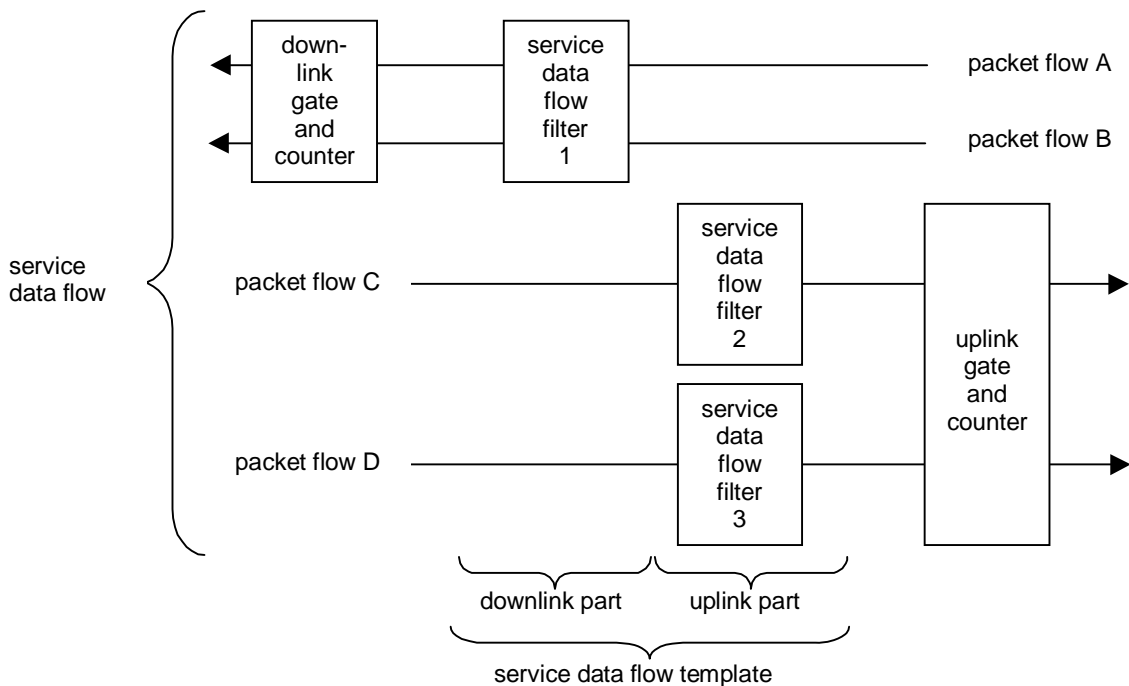 down-
link
gate
and
counter
service
data
flow
filter
1
packet flow A
packet flow B
service
data flow
packet flow C
service
data
flow
filter
2
uplink
gate
and
counter
packet flow D
service
data
flow
filter
3
downlink part
uplink part
service data flow template